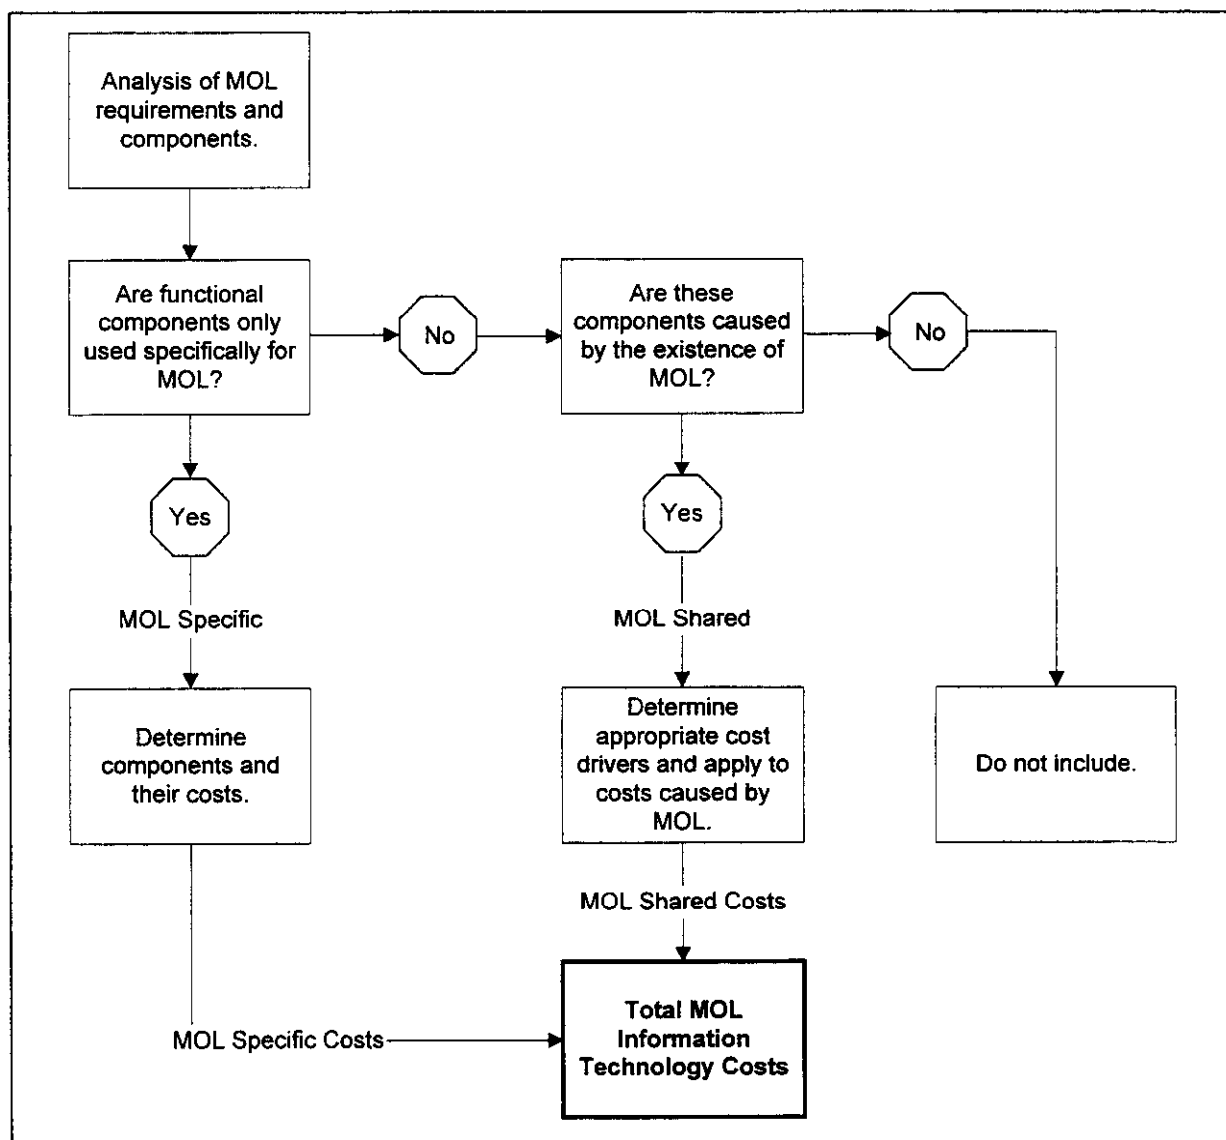 Analysis of MOL
requirements and
components.
Are functional
components only
used specifically for
MOL?
No
Are these
components caused
by the existence of
MOL?
No
Yes
Yes
MOL Specific
MOL Shared
Determine
components and
their costs.
Determine
appropriate cost
drivers and apply to
costs caused by
MOL.
Do not include.
MOL Shared Costs
MOL Specific Costs
Total MOL
Information
Technology Costs